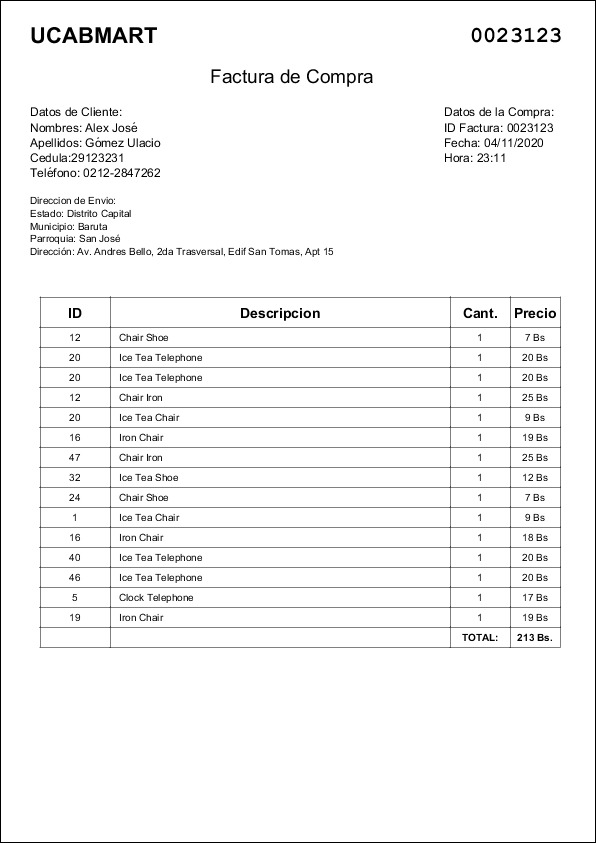 UCABMART 0023123
Factura de Compra
Datos de Cliente: Datos de la Compra:
Nombres: Alex José ID Factura: 0023123
Apellidos: Gómez Ulacio Fecha: 04/11/2020
Cedula:29123231 Hora: 23:11
Teléfono: 0212-2847262
Direccion de Envio:
Estado: Distrito Capital
Municipio: Baruta
Parroquia: San José
Dirección: Av. Andres Bello, 2da Trasversal, Edif San Tomas, Apt 15
ID Descripcion Cant. Precio
12 Chair Shoe 1 7 Bs
20 Ice Tea Telephone 1 20 Bs
20 Ice Tea Telephone 1 20 Bs
12 Chair Iron 1 25 Bs
20 Ice Tea Chair 1 9 Bs
16 Iron Chair 1 19 Bs
47 Chair Iron 1 25 Bs
32 Ice Tea Shoe 1 12 Bs
24 Chair Shoe 1 7 Bs
1 Ice Tea Chair 1 9 Bs
16 Iron Chair 1 18 Bs
40 Ice Tea Telephone 1 20 Bs
46 Ice Tea Telephone 1 20 Bs
5 Clock Telephone 1 17 Bs
19 Iron Chair 1 19 Bs
TOTAL: 213 Bs.